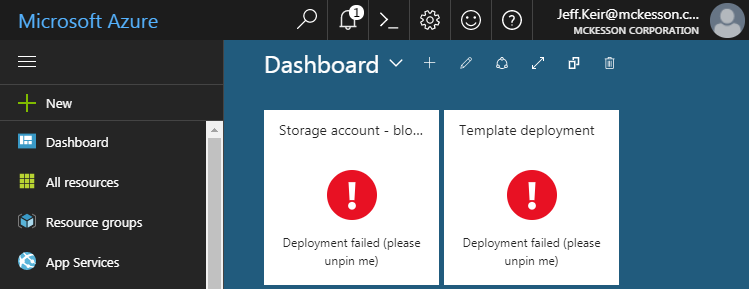 Microsoft Azure
1
Jeff.Keir@mckesson.c...
MCKESSON CORPORATION
Dashboard
New
Dashboard
All resources
Resource groups
App Services
Storage account - blo...
Deployment failed (please
unpin me)
Template deployment
Deployment failed (please
unpin me)